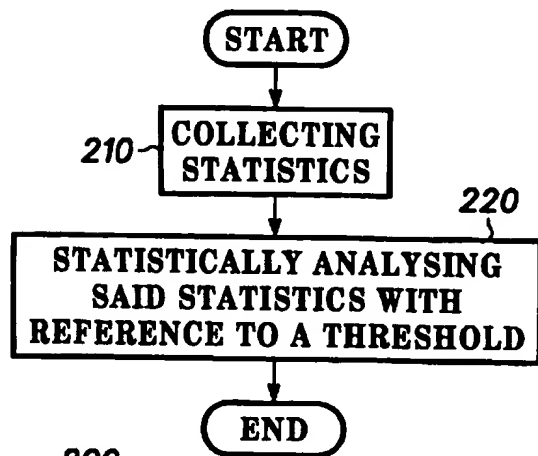 START
210
COLLECTING
STATISTICS
220
STATISTICALLY ANALYSING
SAID STATISTICS WITH
REFERENCE TO A THRESHOLD
END